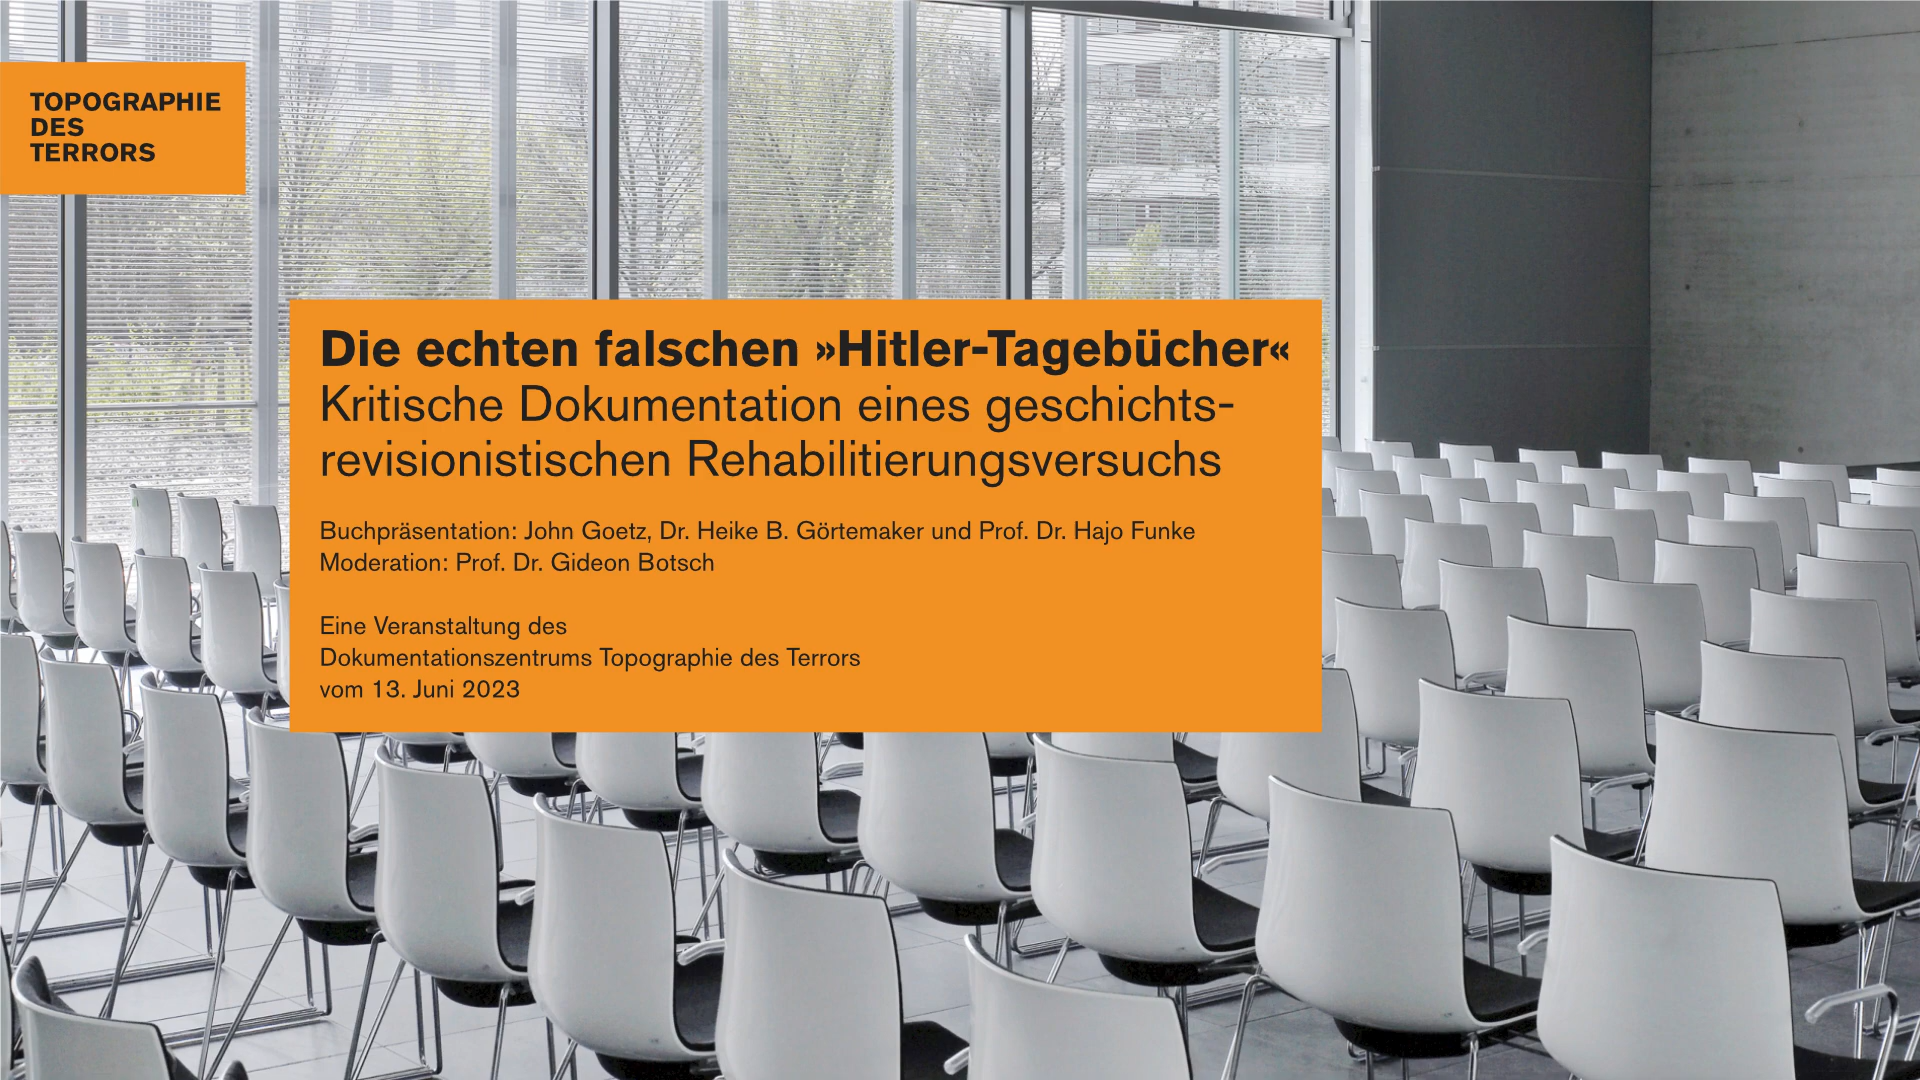 TOPOGRAPHIE
DES
TERRORS
Die echten falschen »Hitler-Tagebücher«
Kritische Dokumentation eines geschichts-
revisionistischen Rehabilitierungsversuchs
Buchpräsentation: John Goetz, Dr. Heike B. Görtemaker und Prof. Dr. Hajo Funke
Moderation: Prof. Dr. Gideon Botsch
Eine Veranstaltung des
Dokumentationszentrums Topographie des Terrors
vom 13. Juni 2023